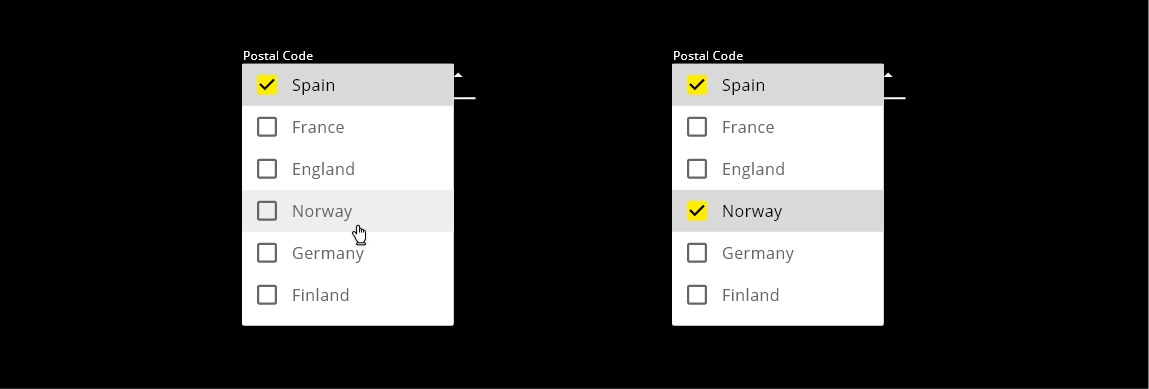 Postal Code
Spain
France
England
Norway
Germany
Finland
Postal Code
Spain
France
England
Norway
Germany
Finland